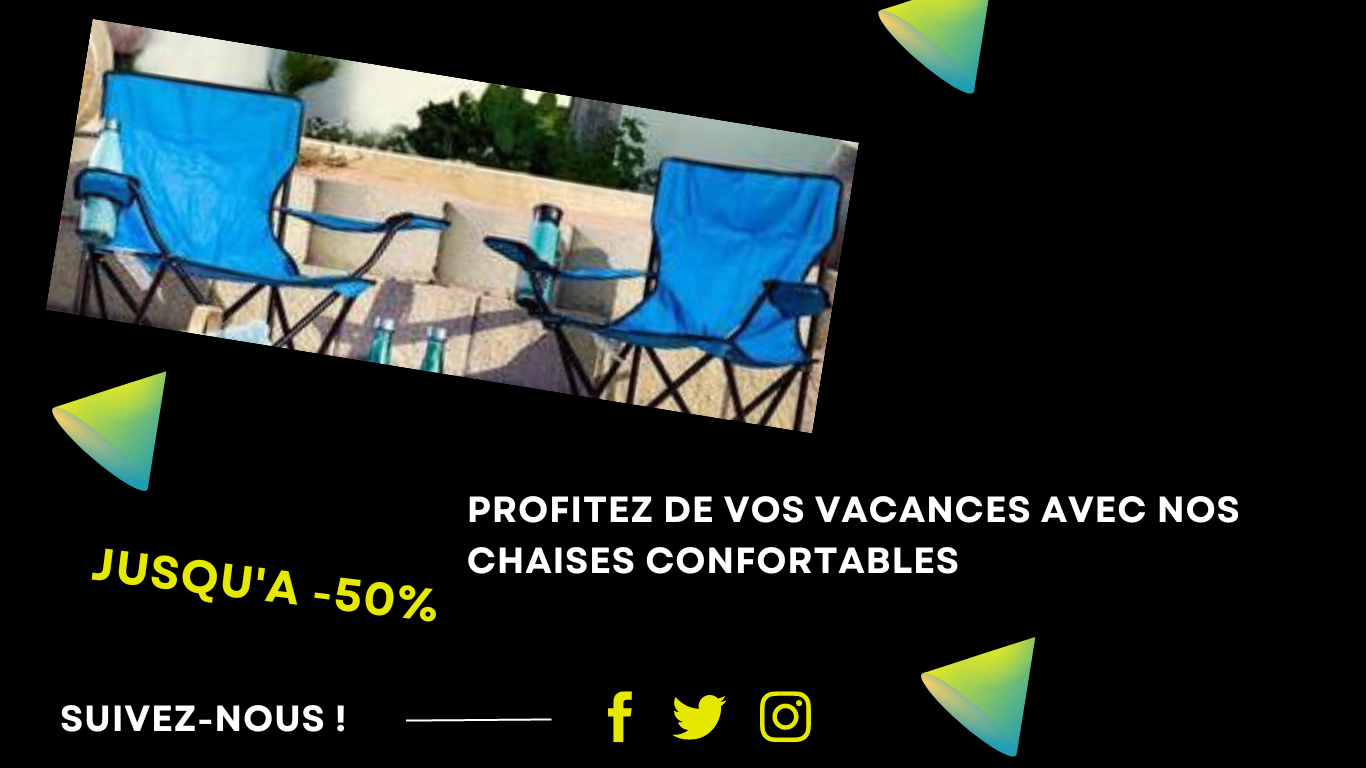 PROFITEZ DE VOS VACANCES AVEC NOS
CHAISES CONFORTABLES
JUSQU'A -50%
SUIVEZ-NOUS !